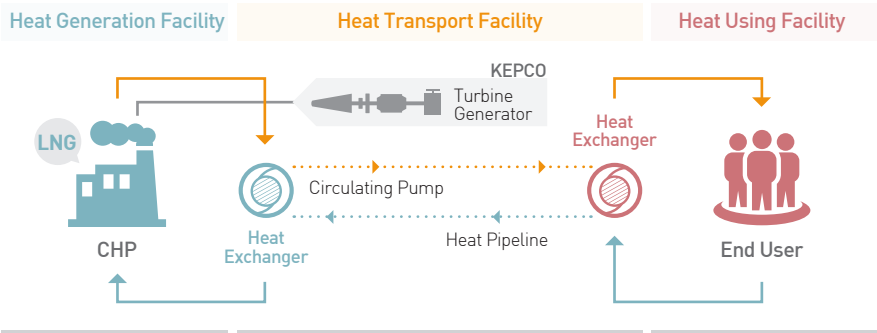 Heat Generation Facility
Heat Transport Facility
Heat Using Facility
KEPCO
Turbine
Generator
LNG
Heat
Exchanger
Circulating Pump
Heat Pipeline
CHP
Heat
Exchanger
End User